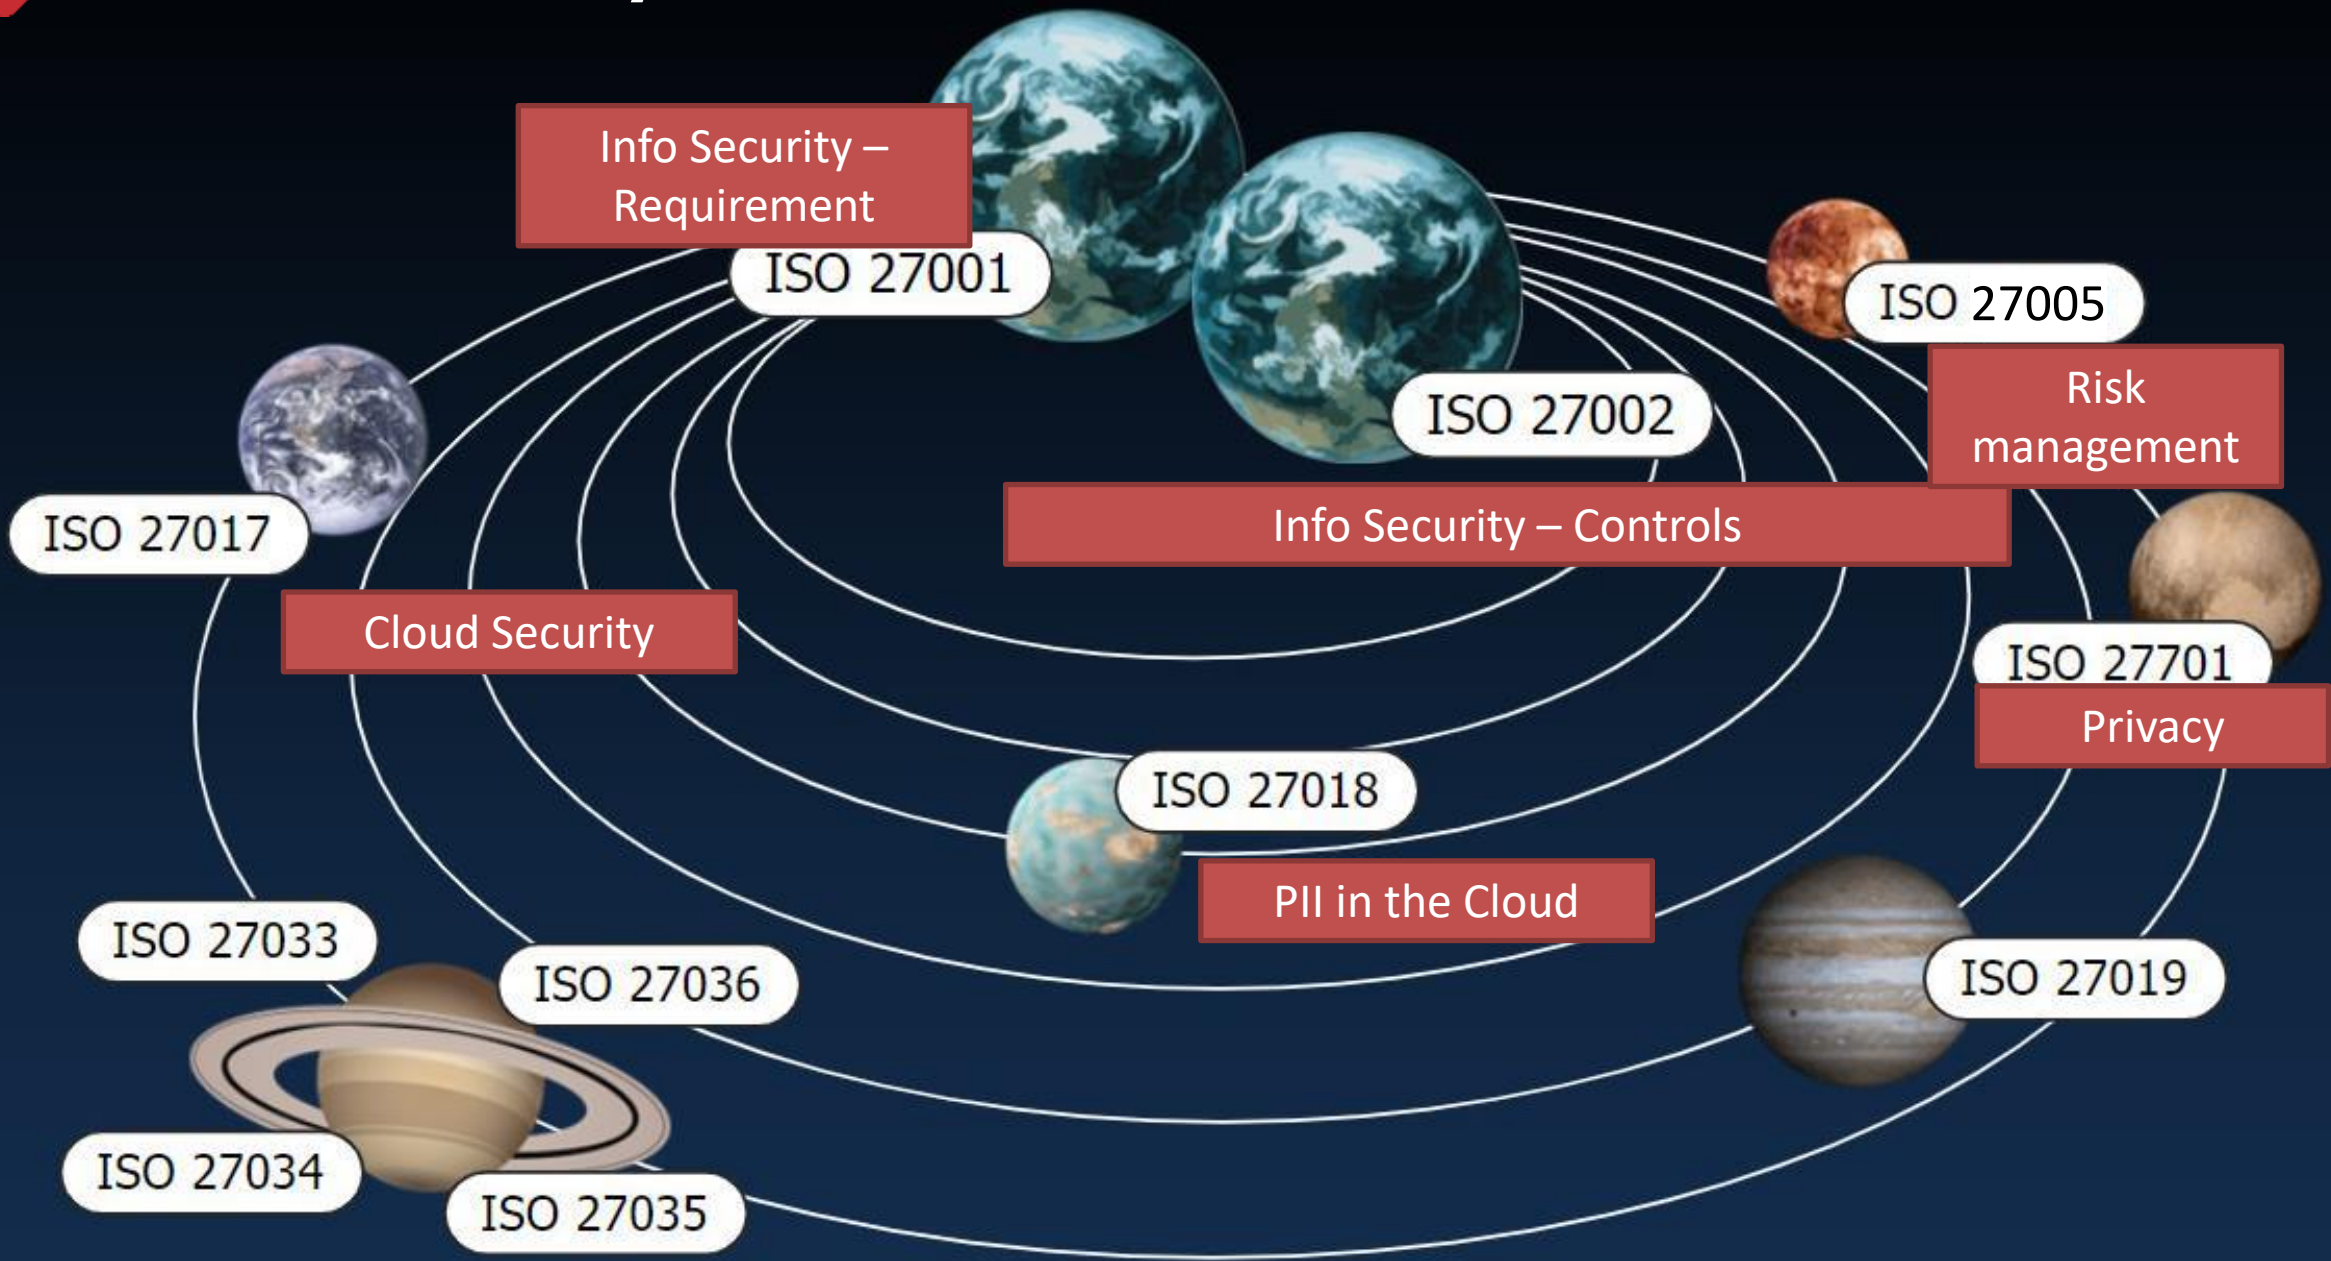 Info Security –
Requirement
ISO 27001
ISO 27005
Risk
management
ISO 27002
Info Security – Controls
ISO 27017
Cloud Security
ISO 27701
Privacy
ISO 27018
PII in the Cloud
ISO 27033
ISO 27036
ISO 27019
ISO 27034
ISO 27035